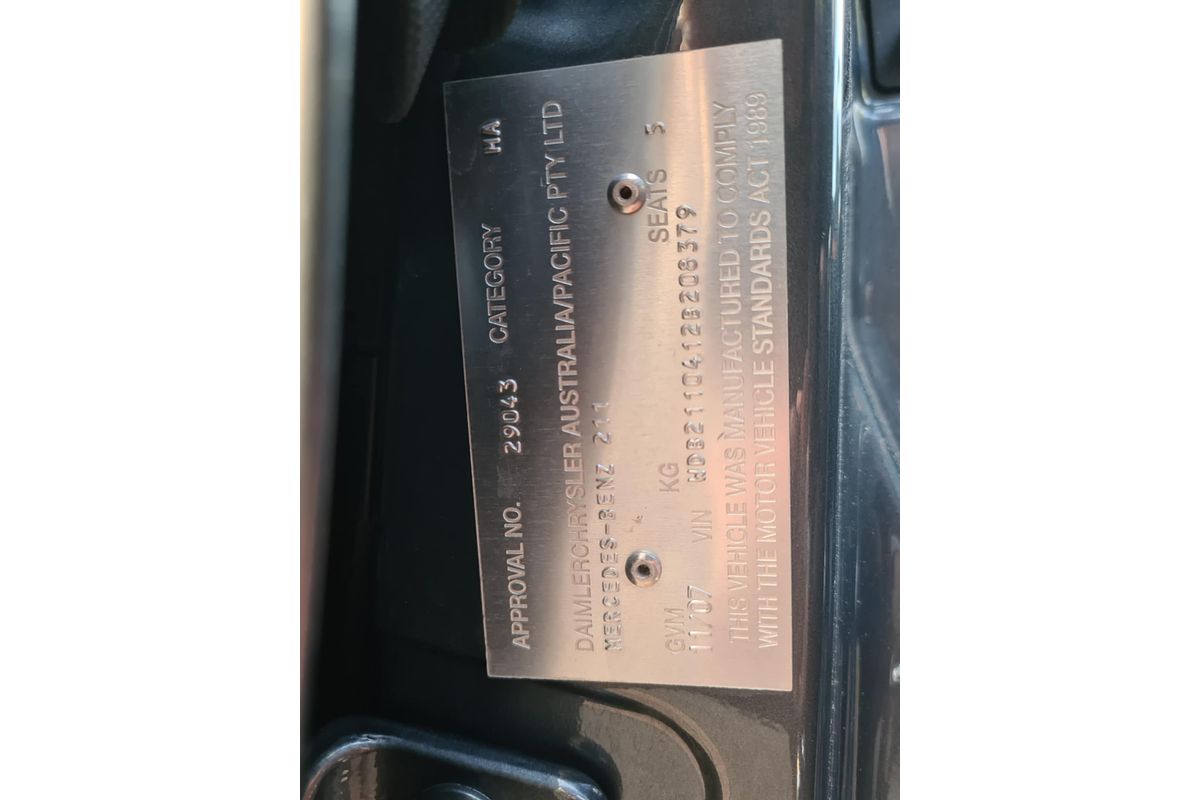 APPROVAL NO. 29043 CATEGORY MA
DAIMLERCHRYSLER AUSTRALIA/PACIFIC PTY LTD
MERCEDES-BENZ 211
GVM KG SEATS 5
11/07 VIN WDB2110412B208379
THIS VEHICLE WAS MANUFACTURED TO COMPLY
WITH THE MOTOR VEHICLE STANDARDS ACT 1989